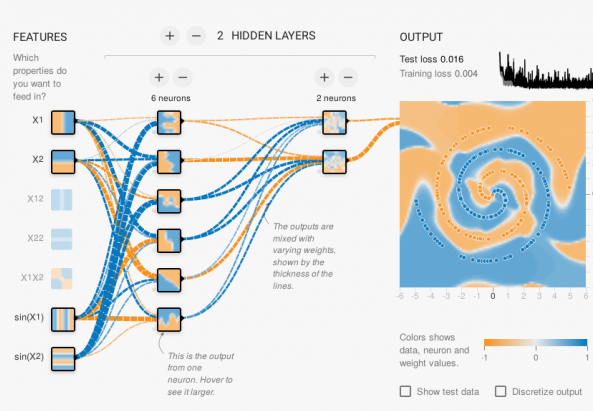 FEATURES
Which
properties do
you want to
feed in?
+ − 2 HIDDEN LAYERS
+ −
6 neurons
+ −
2 neurons
X1
X2
X12
X22
X1X2
sin(X1)
sin(X2)
The outputs are
mixed with
varying weights,
shown by the
thickness of the
lines.
This is the output
from one
neuron. Hover to
see it larger.
OUTPUT
Test loss 0.016
Training loss 0.004
-6 -5 -4 -3 -2 -1 0 1 2 3 4 5 6
Colors shows
data, neuron and
weight values.
-1 0 1
Show test data
Discretize output